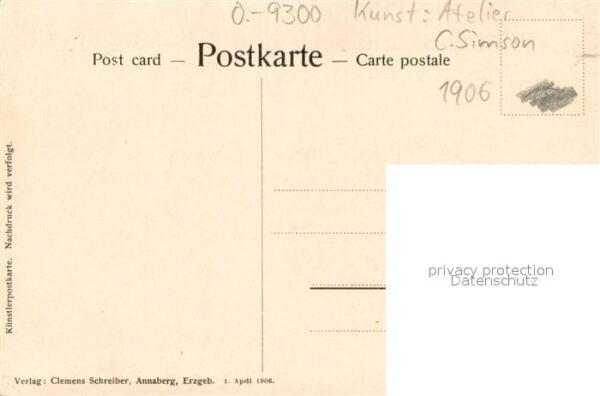 O.-9300 Kunst: Atelier
C. Simson
Post card — Postkarte — Carte postale
1906
Künstlerpostkarte. Nachdruck wird verfolgt.
privacy protection
Datenschutz
Verlag: Clemens Schreiber, Annaberg, Erzgeb. 1. April 1906.